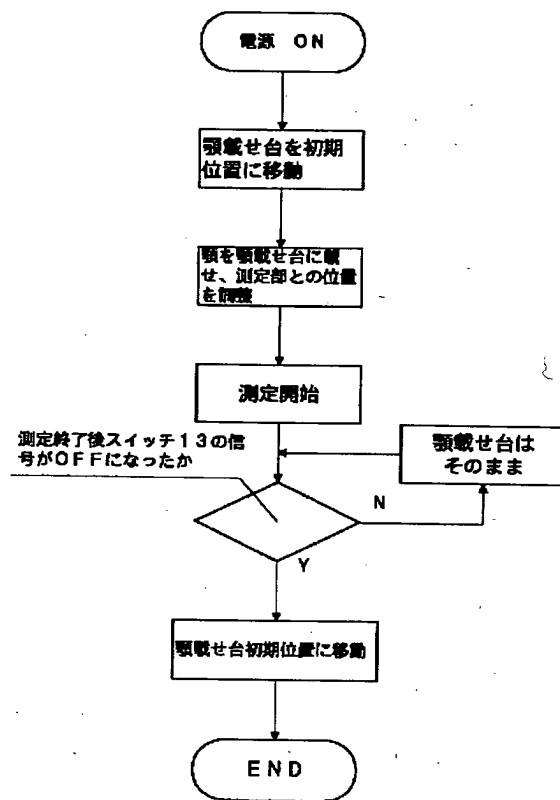 電源 ON
顎載せ台を初期
位置に移動
顎を顎載せ台に載
せ、測定部との位置
を調整
測定開始
測定終了後スイッチ13の信
号がOFFになったか
顎載せ台は
そのまま
N
Y
顎載せ台初期位置に移動
END